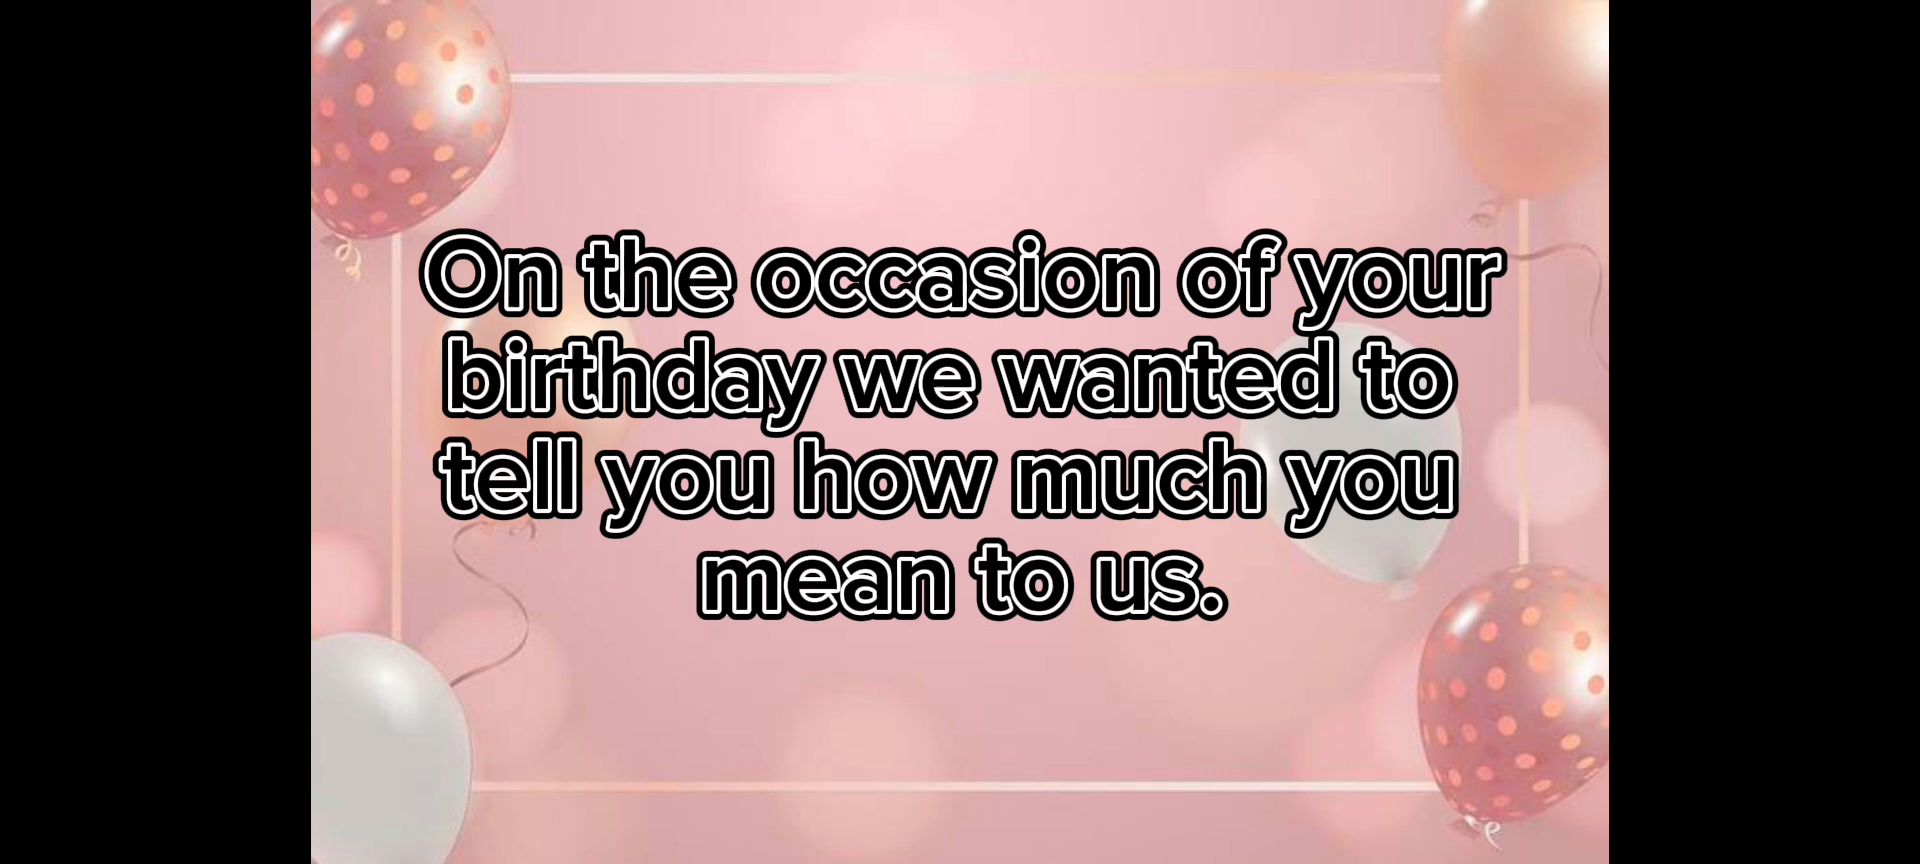 On the occasion of your
birthday we wanted to
tell you how much you
mean to us.